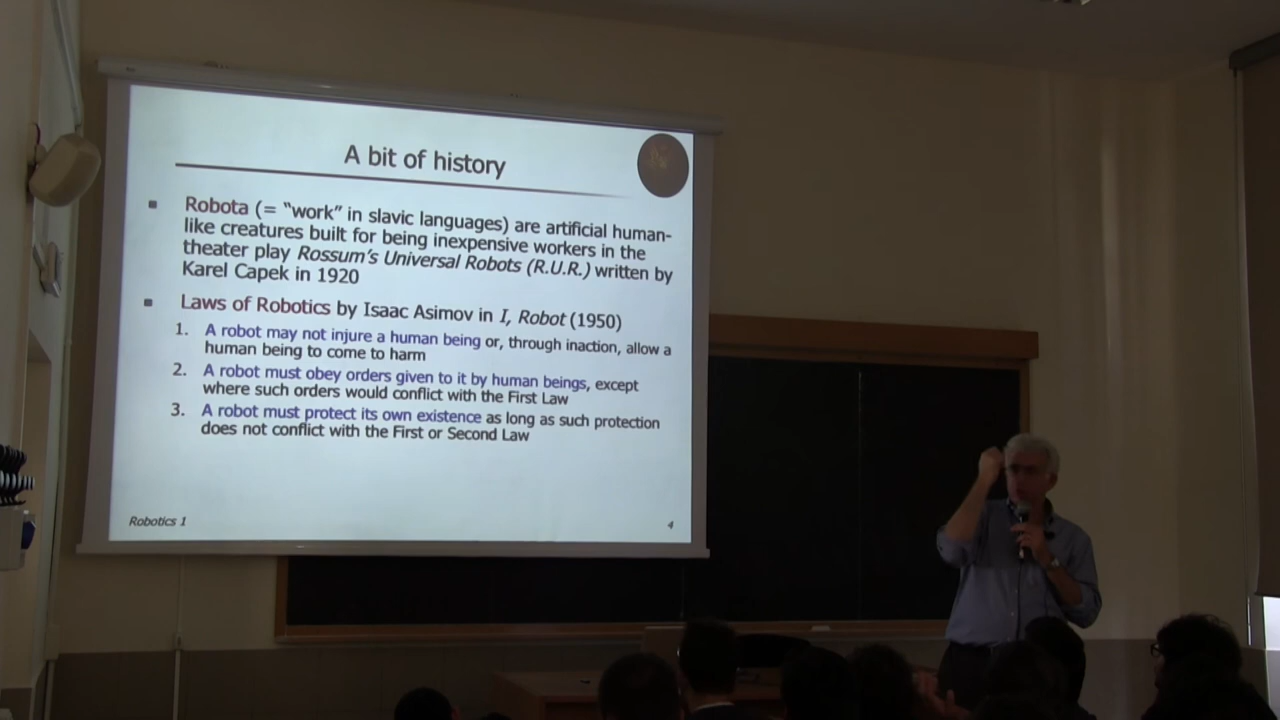 A bit of history
Robota (= "work" in slavic languages) are artificial human-
like creatures built for being inexpensive workers in the
theater play Rossum's Universal Robots (R.U.R.) written by
Karel Capek in 1920
Laws of Robotics by Isaac Asimov in I, Robot (1950)
1. A robot may not injure a human being or, through inaction, allow a
human being to come to harm
2. A robot must obey orders given to it by human beings, except
where such orders would conflict with the First Law
3. A robot must protect its own existence as long as such protection
does not conflict with the First or Second Law
Robotics 1
4